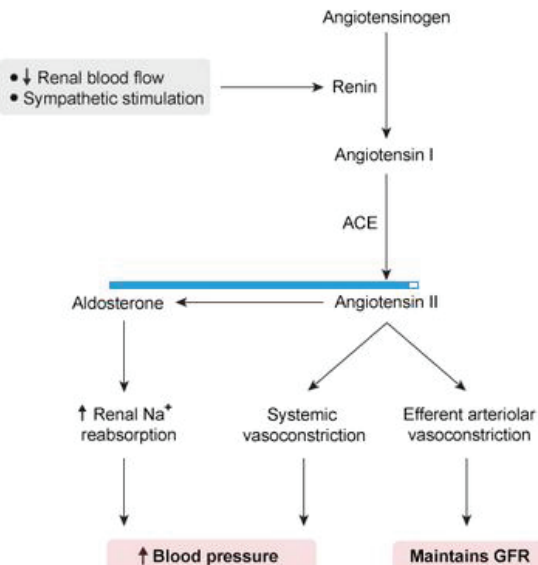 Angiotensinogen
● ↓ Renal blood flow
● Sympathetic stimulation
Renin
Angiotensin I
ACE
Aldosterone
Angiotensin II
↑ Renal Na⁺
reabsorption
Systemic
vasoconstriction
Efferent arteriolar
vasoconstriction
↑ Blood pressure
Maintains GFR